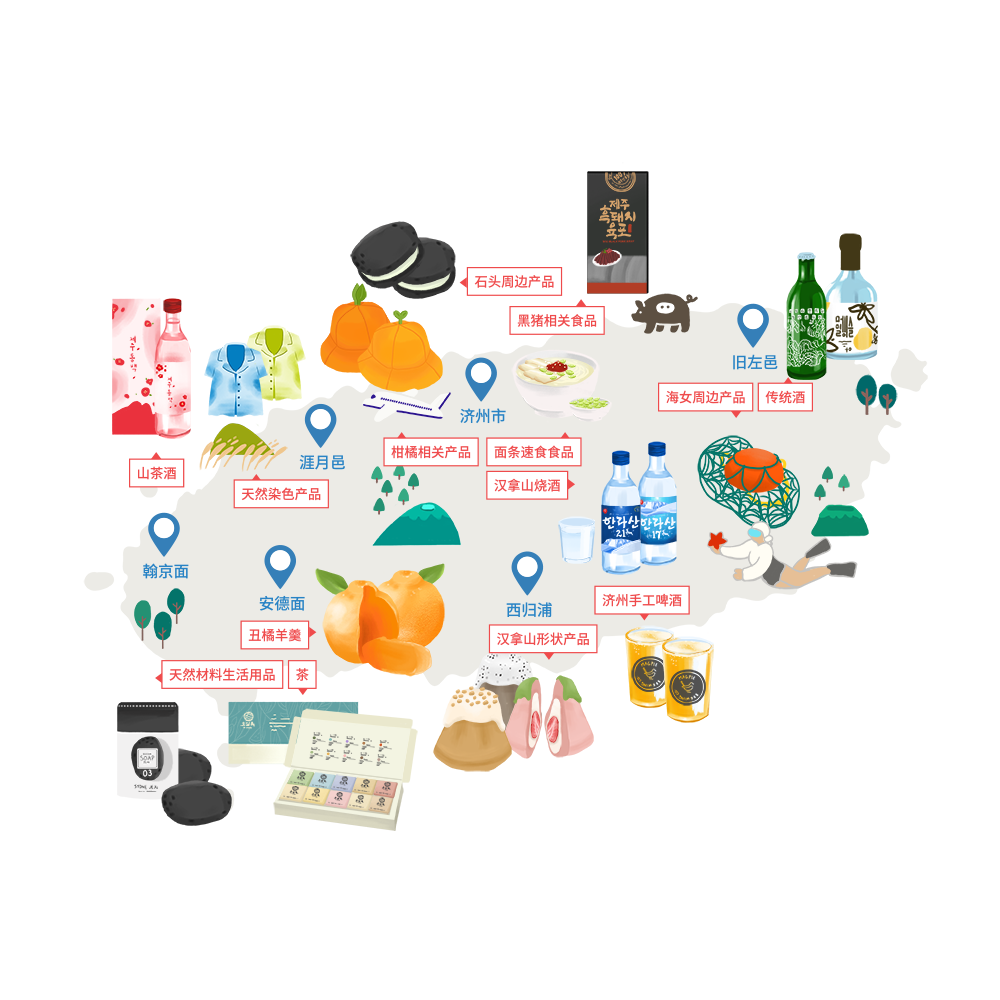 제주
흑돼지
육포
石头周边产品
黑猪相关食品
旧左邑
海女周边产品
传统酒
济州市
涯月邑
柑橘相关产品
面条速食食品
山茶酒
天然染色产品
汉拿山烧酒
한라산
21
한라산
17
翰京面
安德面
西归浦
丑橘羊羹
济州手工啤酒
汉拿山形状产品
天然材料生活用品
茶
MAGPIE
MAGPIE
SOAP
03